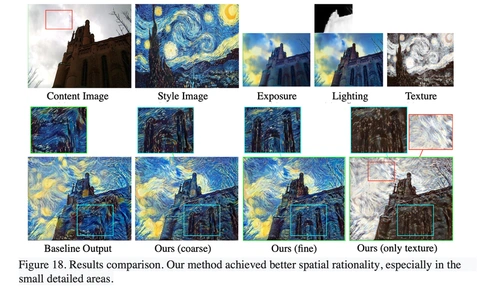 Content Image Style Image Exposure Lighting Texture
Baseline Output Ours (coarse) Ours (fine) Ours (only texture)
Figure 18. Results comparison. Our method achieved better spatial rationality, especially in the
small detailed areas.